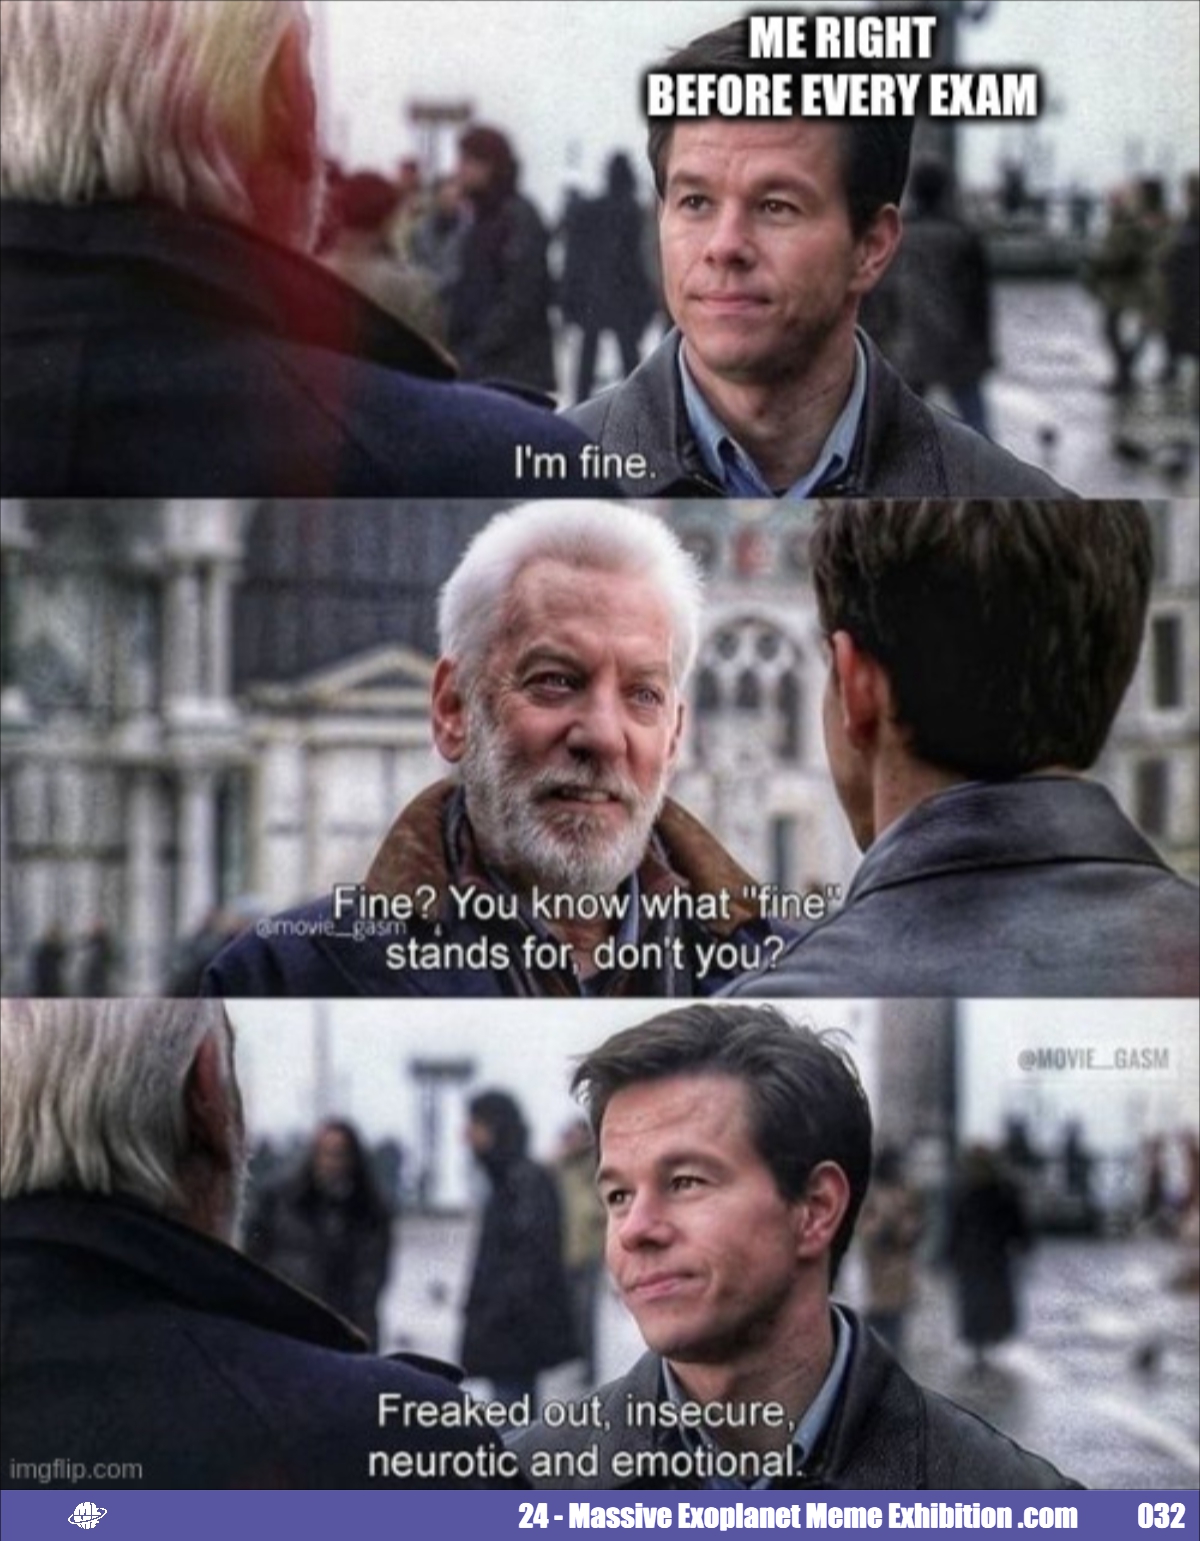 ME RIGHT
BEFORE EVERY EXAM
I'm fine.
Fine? You know what "fine"
@movie_gasm
stands for, don't you?
@MOVIE_GASM
Freaked out, insecure,
neurotic and emotional.
imgflip.com
24 - Massive Exoplanet Meme Exhibition .com 032